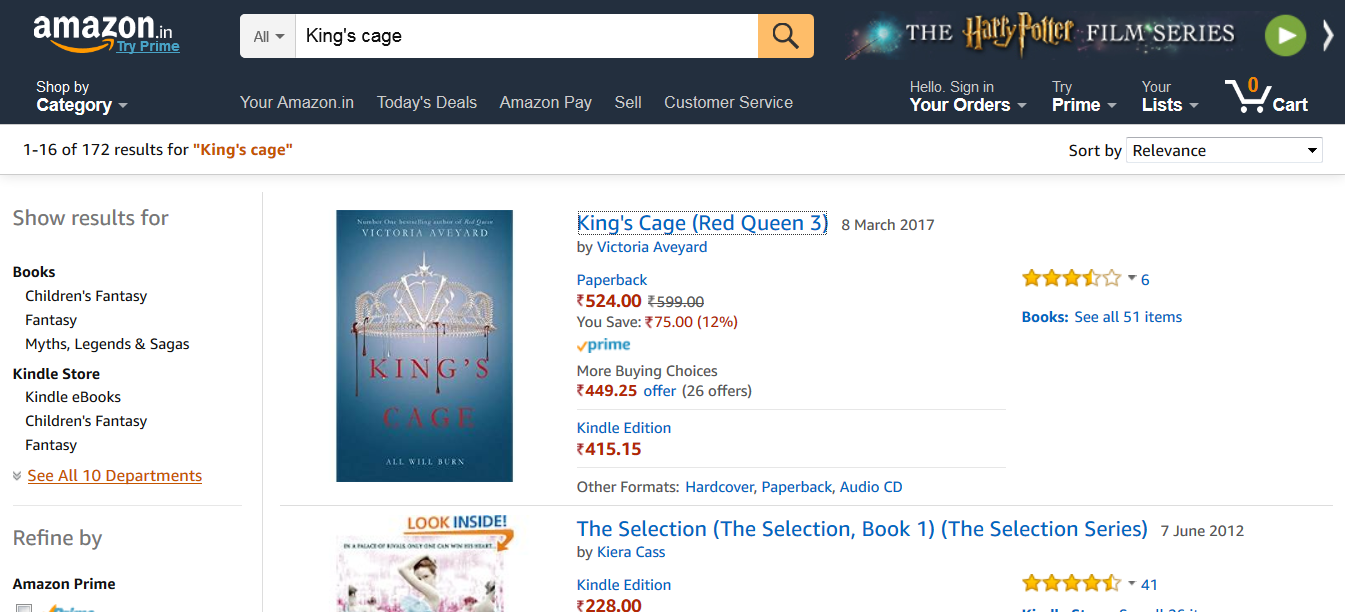 amazon.in
Try Prime
All
King's cage
THE Harry Potter FILM SERIES
Shop by
Category
Your Amazon.in
Today's Deals
Amazon Pay
Sell
Customer Service
Hello. Sign in
Your Orders
Try
Prime
Your
Lists
0
Cart
1-16 of 172 results for "King's cage"
Sort by Relevance
Show results for
Books
Children's Fantasy
Fantasy
Myths, Legends & Sagas
Kindle Store
Kindle eBooks
Children's Fantasy
Fantasy
See All 10 Departments
Refine by
Amazon Prime
Prime
Number One bestselling author of Red Queen
VICTORIA AVEYARD
KING'S
CAGE
ALL WILL BURN
King's Cage (Red Queen 3) 8 March 2017
by Victoria Aveyard
Paperback
₹524.00 ₹599.00
You Save: ₹75.00 (12%)
prime
More Buying Choices
₹449.25 offer (26 offers)
Kindle Edition
₹415.15
Other Formats: Hardcover, Paperback, Audio CD
6
Books: See all 51 items
LOOK INSIDE!
IN A PALACE OF RIVALS, ONLY ONE CAN WIN HIS HEART...
The Selection (The Selection, Book 1) (The Selection Series) 7 June 2012
by Kiera Cass
Kindle Edition
₹228.00
41